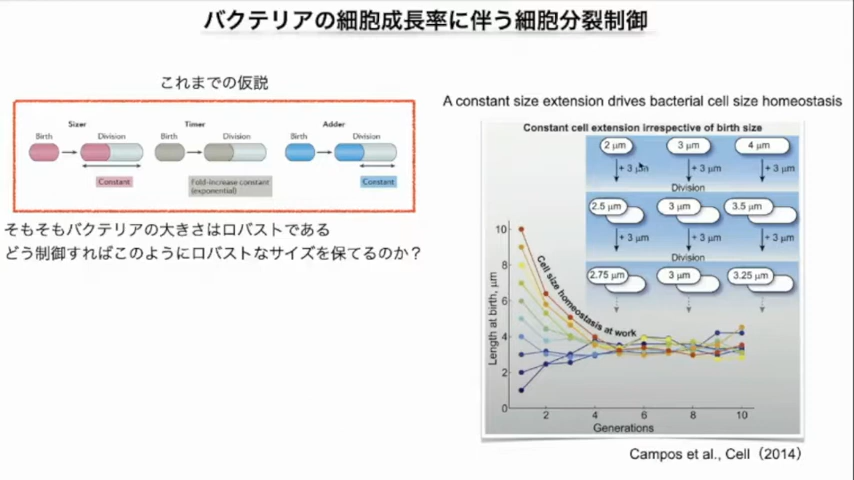 バクテリアの細胞成長率に伴う細胞分裂制御
これまでの仮説
Sizer
Timer
Adder
Birth
Division
Birth
Division
Birth
Division
Constant
Fold-increase constant
(exponential)
Constant
そもそもバクテリアの大きさはロバストである
どう制御すればこのようにロバストなサイズを保てるのか？
A constant size extension drives bacterial cell size homeostasis
Constant cell extension irrespective of birth size
2 μm
3 μm
4 μm
+ 3 μm
+ 3 μm
+ 3 μm
Division
2.5 μm
3 μm
3.5 μm
+ 3 μm
+ 3 μm
+ 3 μm
Division
2.75 μm
3 μm
3.25 μm
Cell size homeostasis at work
Length at birth, μm
10
8
6
4
2
0
2
4
6
8
10
Generations
Campos et al., Cell（2014）